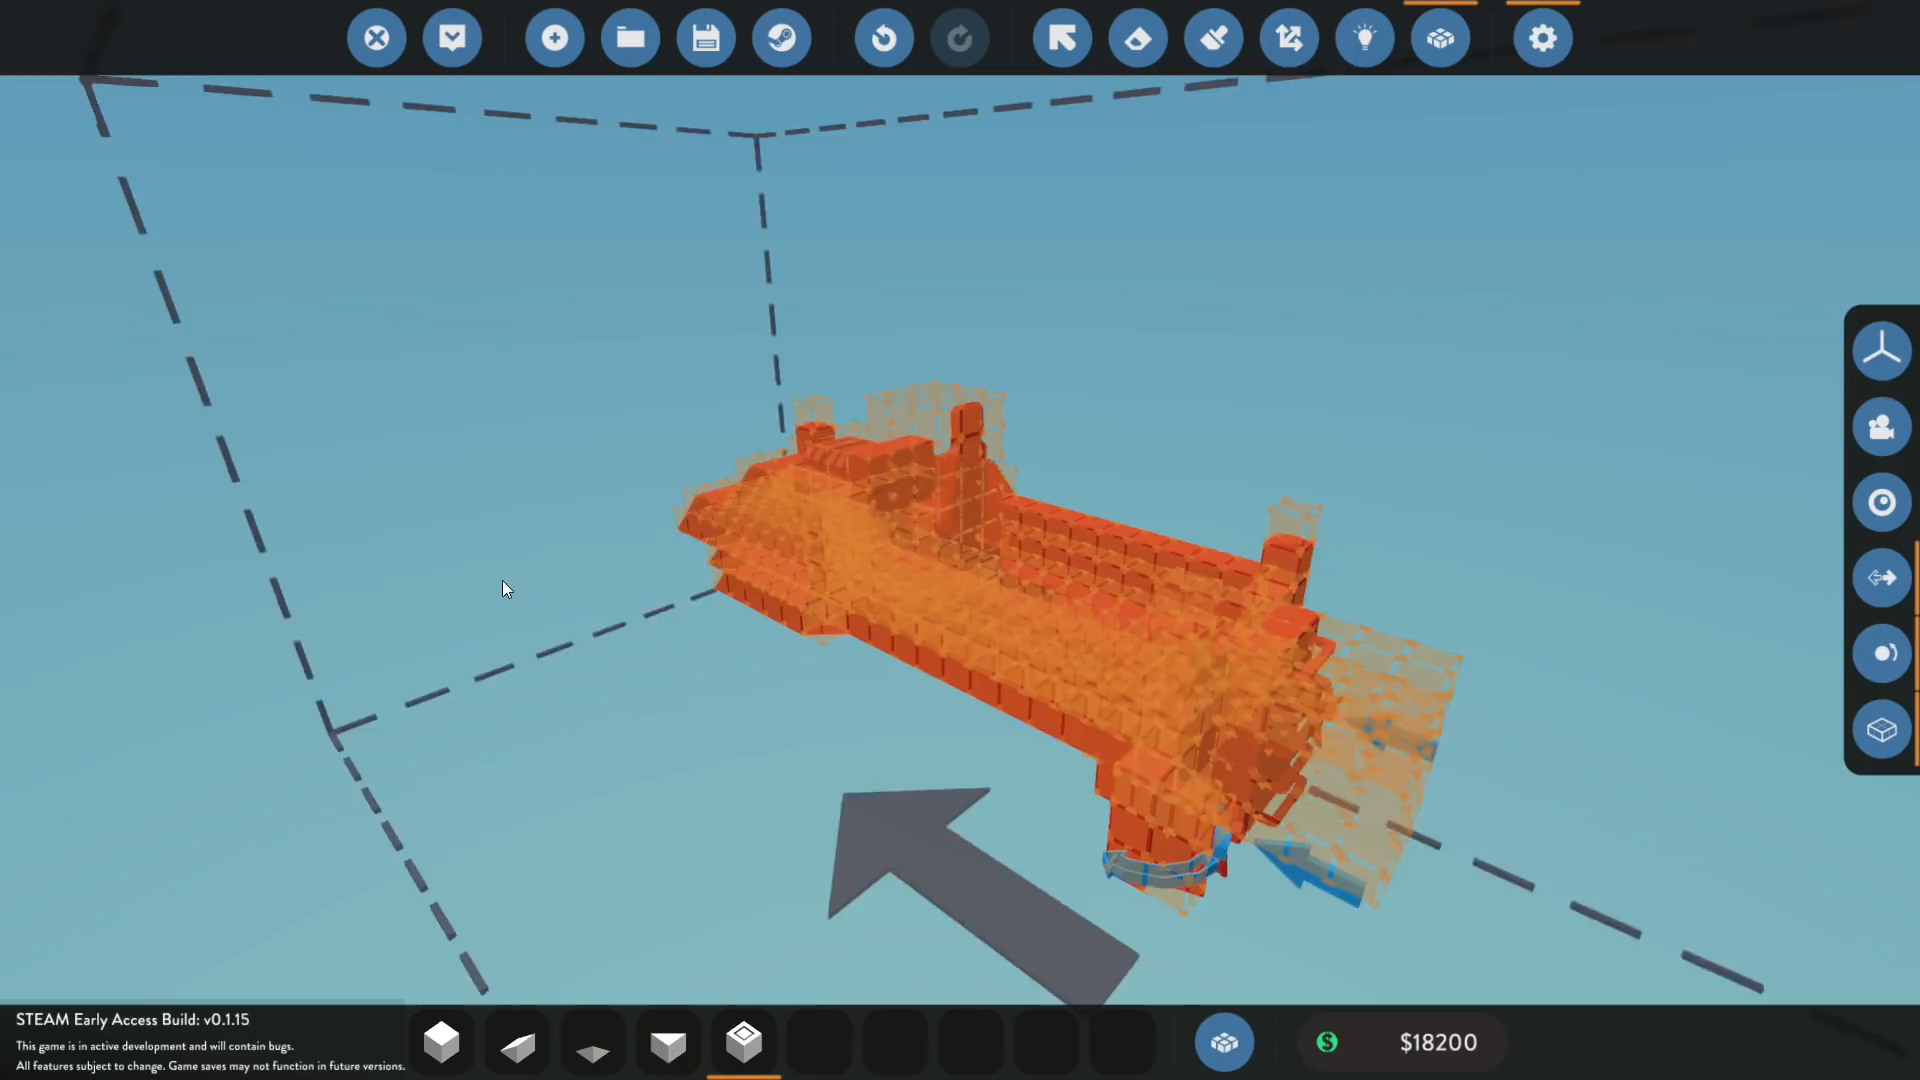 STEAM Early Access Build: v0.1.15
This game is in active development and will contain bugs.
All features subject to change. Game saves may not function in future versions.
$18200